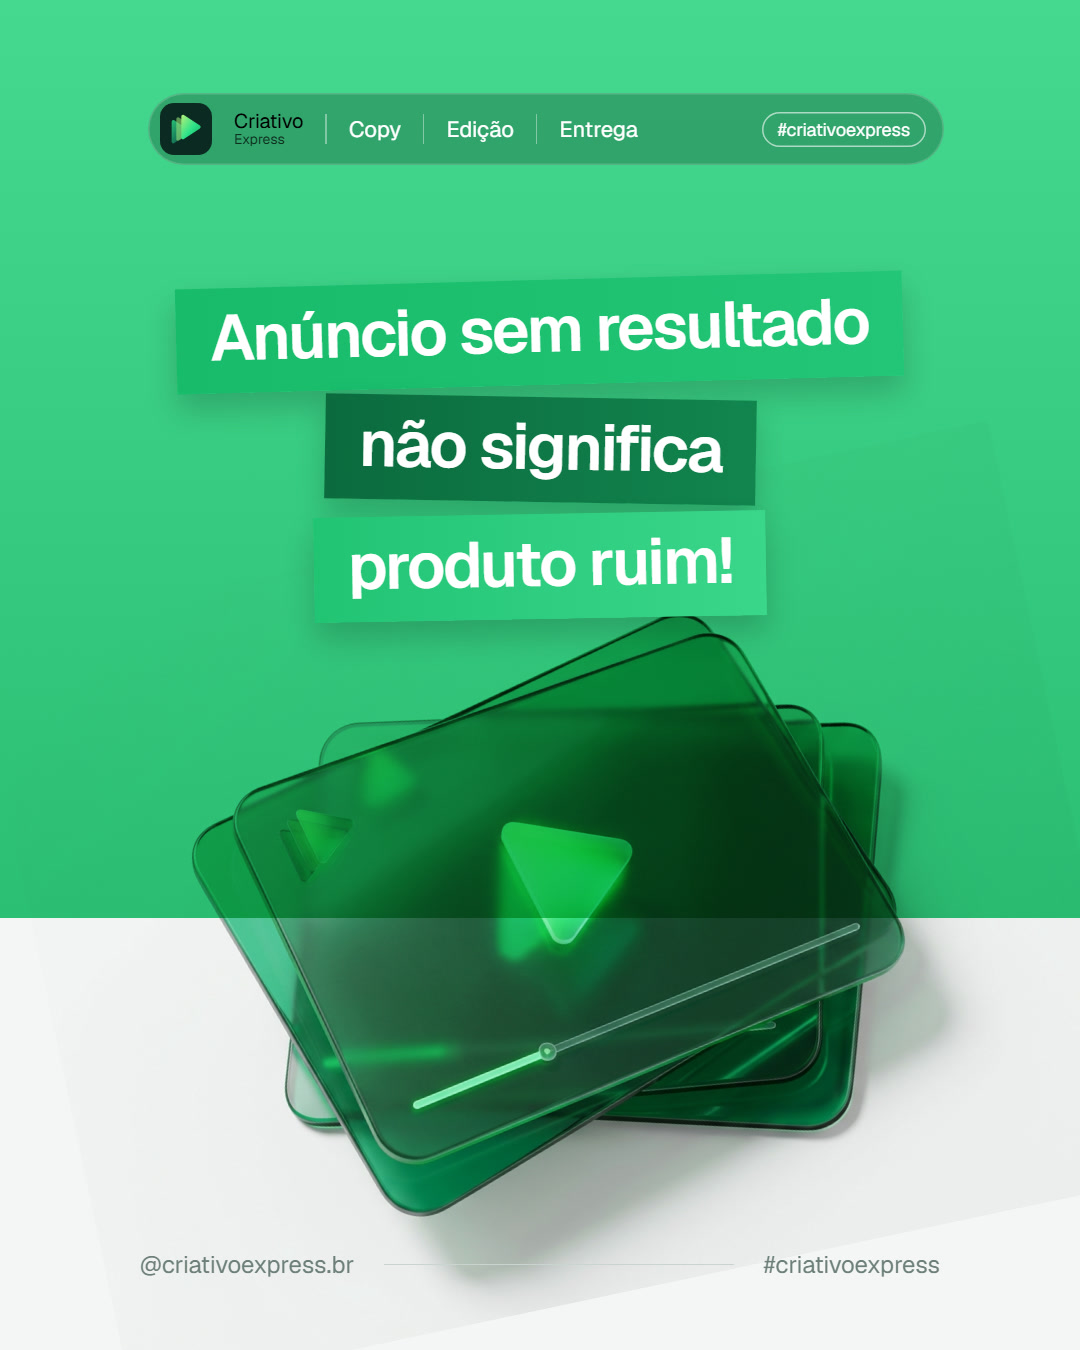 Criativo
Express
Copy
Edição
Entrega
#criativoexpress
Anúncio sem resultado
não significa
produto ruim!
@criativoexpress.br
#criativoexpress